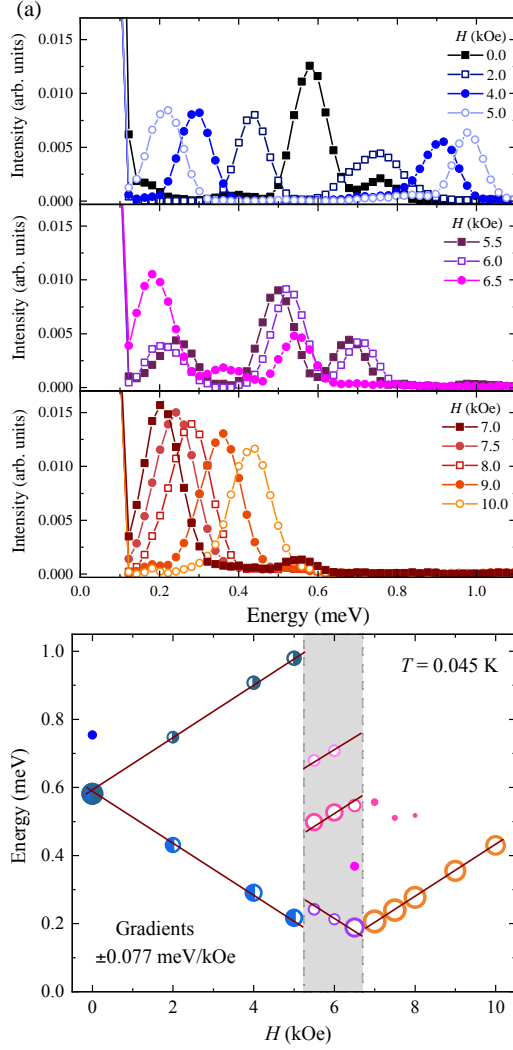 (a)
0.015
0.010
0.005
0.000
Intensity (arb. units)
H (kOe)
0.0
2.0
4.0
5.0
0.015
0.010
0.005
0.000
Intensity (arb. units)
H (kOe)
5.5
6.0
6.5
0.015
0.010
0.005
0.000
Intensity (arb. units)
H (kOe)
7.0
7.5
8.0
9.0
10.0
0.0 0.2 0.4 0.6 0.8 1.0
Energy (meV)
1.0
0.8
0.6
0.4
0.2
0.0
Energy (meV)
T = 0.045 K
Gradients
±0.077 meV/kOe
0 2 4 6 8 10
H (kOe)